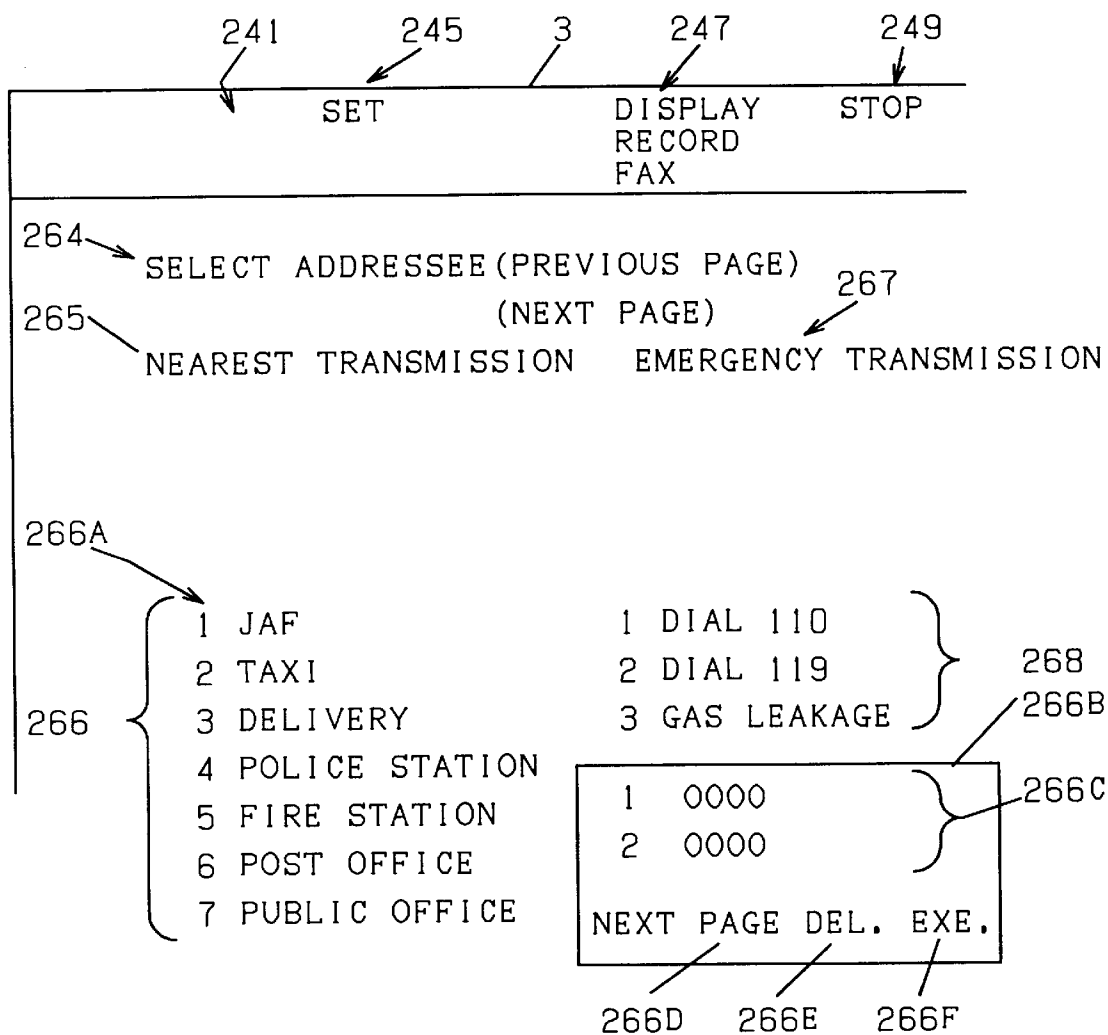 241 245 3 247 249
SET DISPLAY STOP
RECORD
FAX
264
SELECT ADDRESSEE (PREVIOUS PAGE)
267
265 (NEXT PAGE)
NEAREST TRANSMISSION EMERGENCY TRANSMISSION
266A
1 JAF 1 DIAL 110
2 TAXI 2 DIAL 119 268
266 3 DELIVERY 3 GAS LEAKAGE 266B
4 POLICE STATION
1 0000 266C
5 FIRE STATION
2 0000
6 POST OFFICE
7 PUBLIC OFFICE NEXT PAGE DEL. EXE.
266D 266E 266F